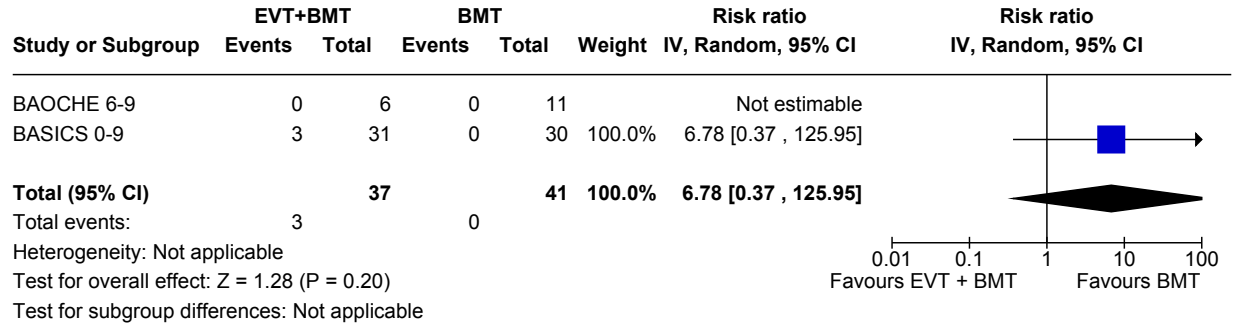 EVT+BMT BMT Risk ratio Risk ratio
Study or Subgroup Events Total Events Total Weight IV, Random, 95% CI IV, Random, 95% CI
BAOCHE 6-9 0 6 0 11 Not estimable
BASICS 0-9 3 31 0 30 100.0% 6.78 [0.37 , 125.95]
Total (95% CI) 37 41 100.0% 6.78 [0.37 , 125.95]
Total events: 3 0
Heterogeneity: Not applicable
0.01 0.1 1 10 100
Test for overall effect: Z = 1.28 (P = 0.20) Favours EVT + BMT Favours BMT
Test for subgroup differences: Not applicable